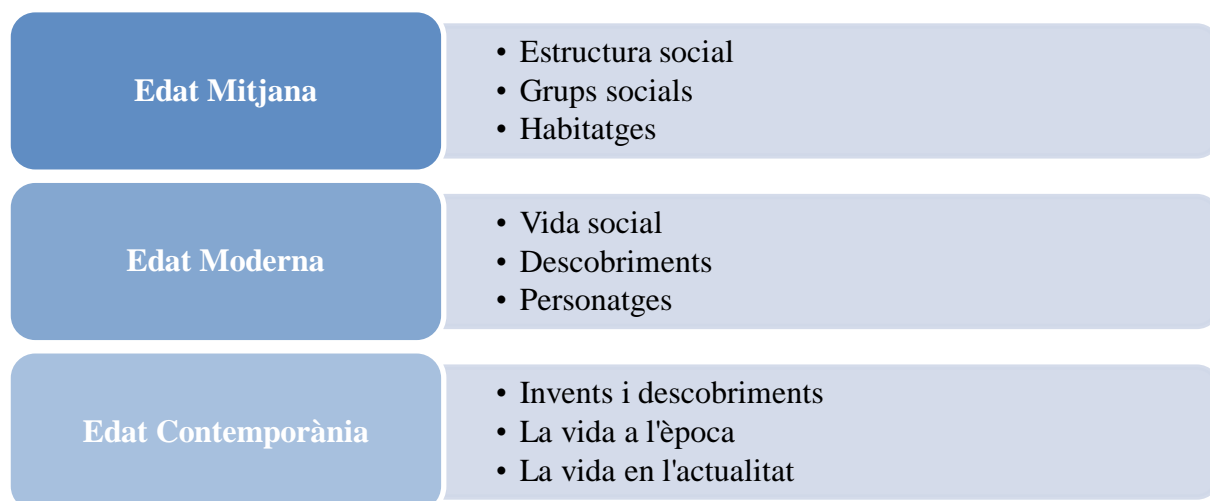 Edat Mitjana
• Estructura social
• Grups socials
• Habitatges
Edat Moderna
• Vida social
• Descobriments
• Personatges
Edat Contemporània
• Invents i descobriments
• La vida a l'època
• La vida en l'actualitat